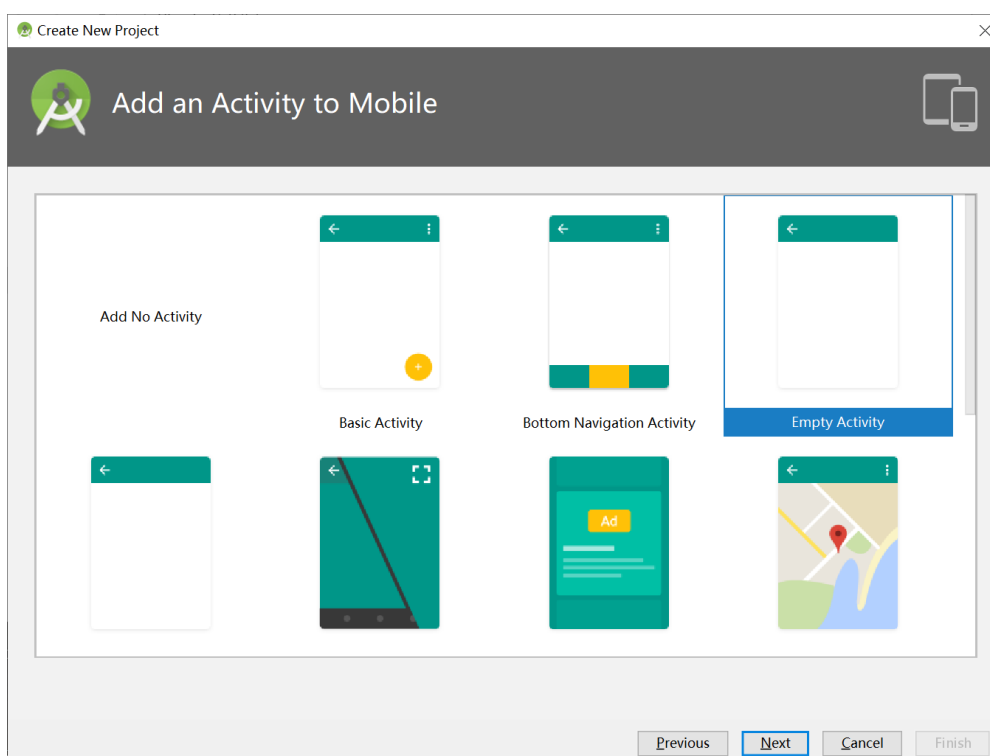 Create New Project
Add an Activity to Mobile
Add No Activity
Basic Activity
Bottom Navigation Activity
Empty Activity
Ad
Previous
Next
Cancel
Finish